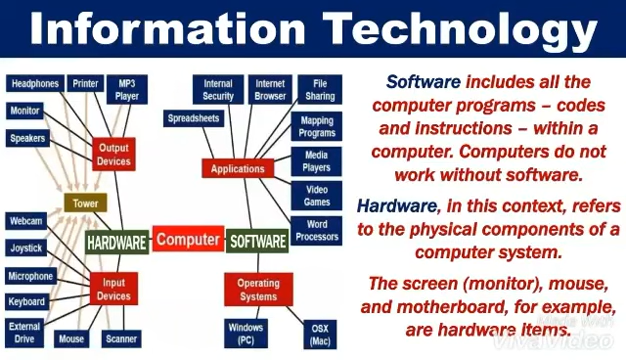 Information Technology
Headphones
Printer
MP3
Player
Monitor
Speakers
Output
Devices
Tower
Webcam
Joystick
Microphone
Keyboard
External
Drive
Mouse
Scanner
Input
Devices
HARDWARE
Computer
SOFTWARE
Internal
Security
Internet
Browser
File
Sharing
Spreadsheets
Mapping
Programs
Applications
Media
Players
Video
Games
Word
Processors
Operating
Systems
Windows
(PC)
OSX
(Mac)
Software includes all the
computer programs – codes
and instructions – within a
computer. Computers do not
work without software.
Hardware, in this context, refers
to the physical components of a
computer system.
The screen (monitor), mouse,
and motherboard, for example,
are hardware items.
Made With
VivaVideo